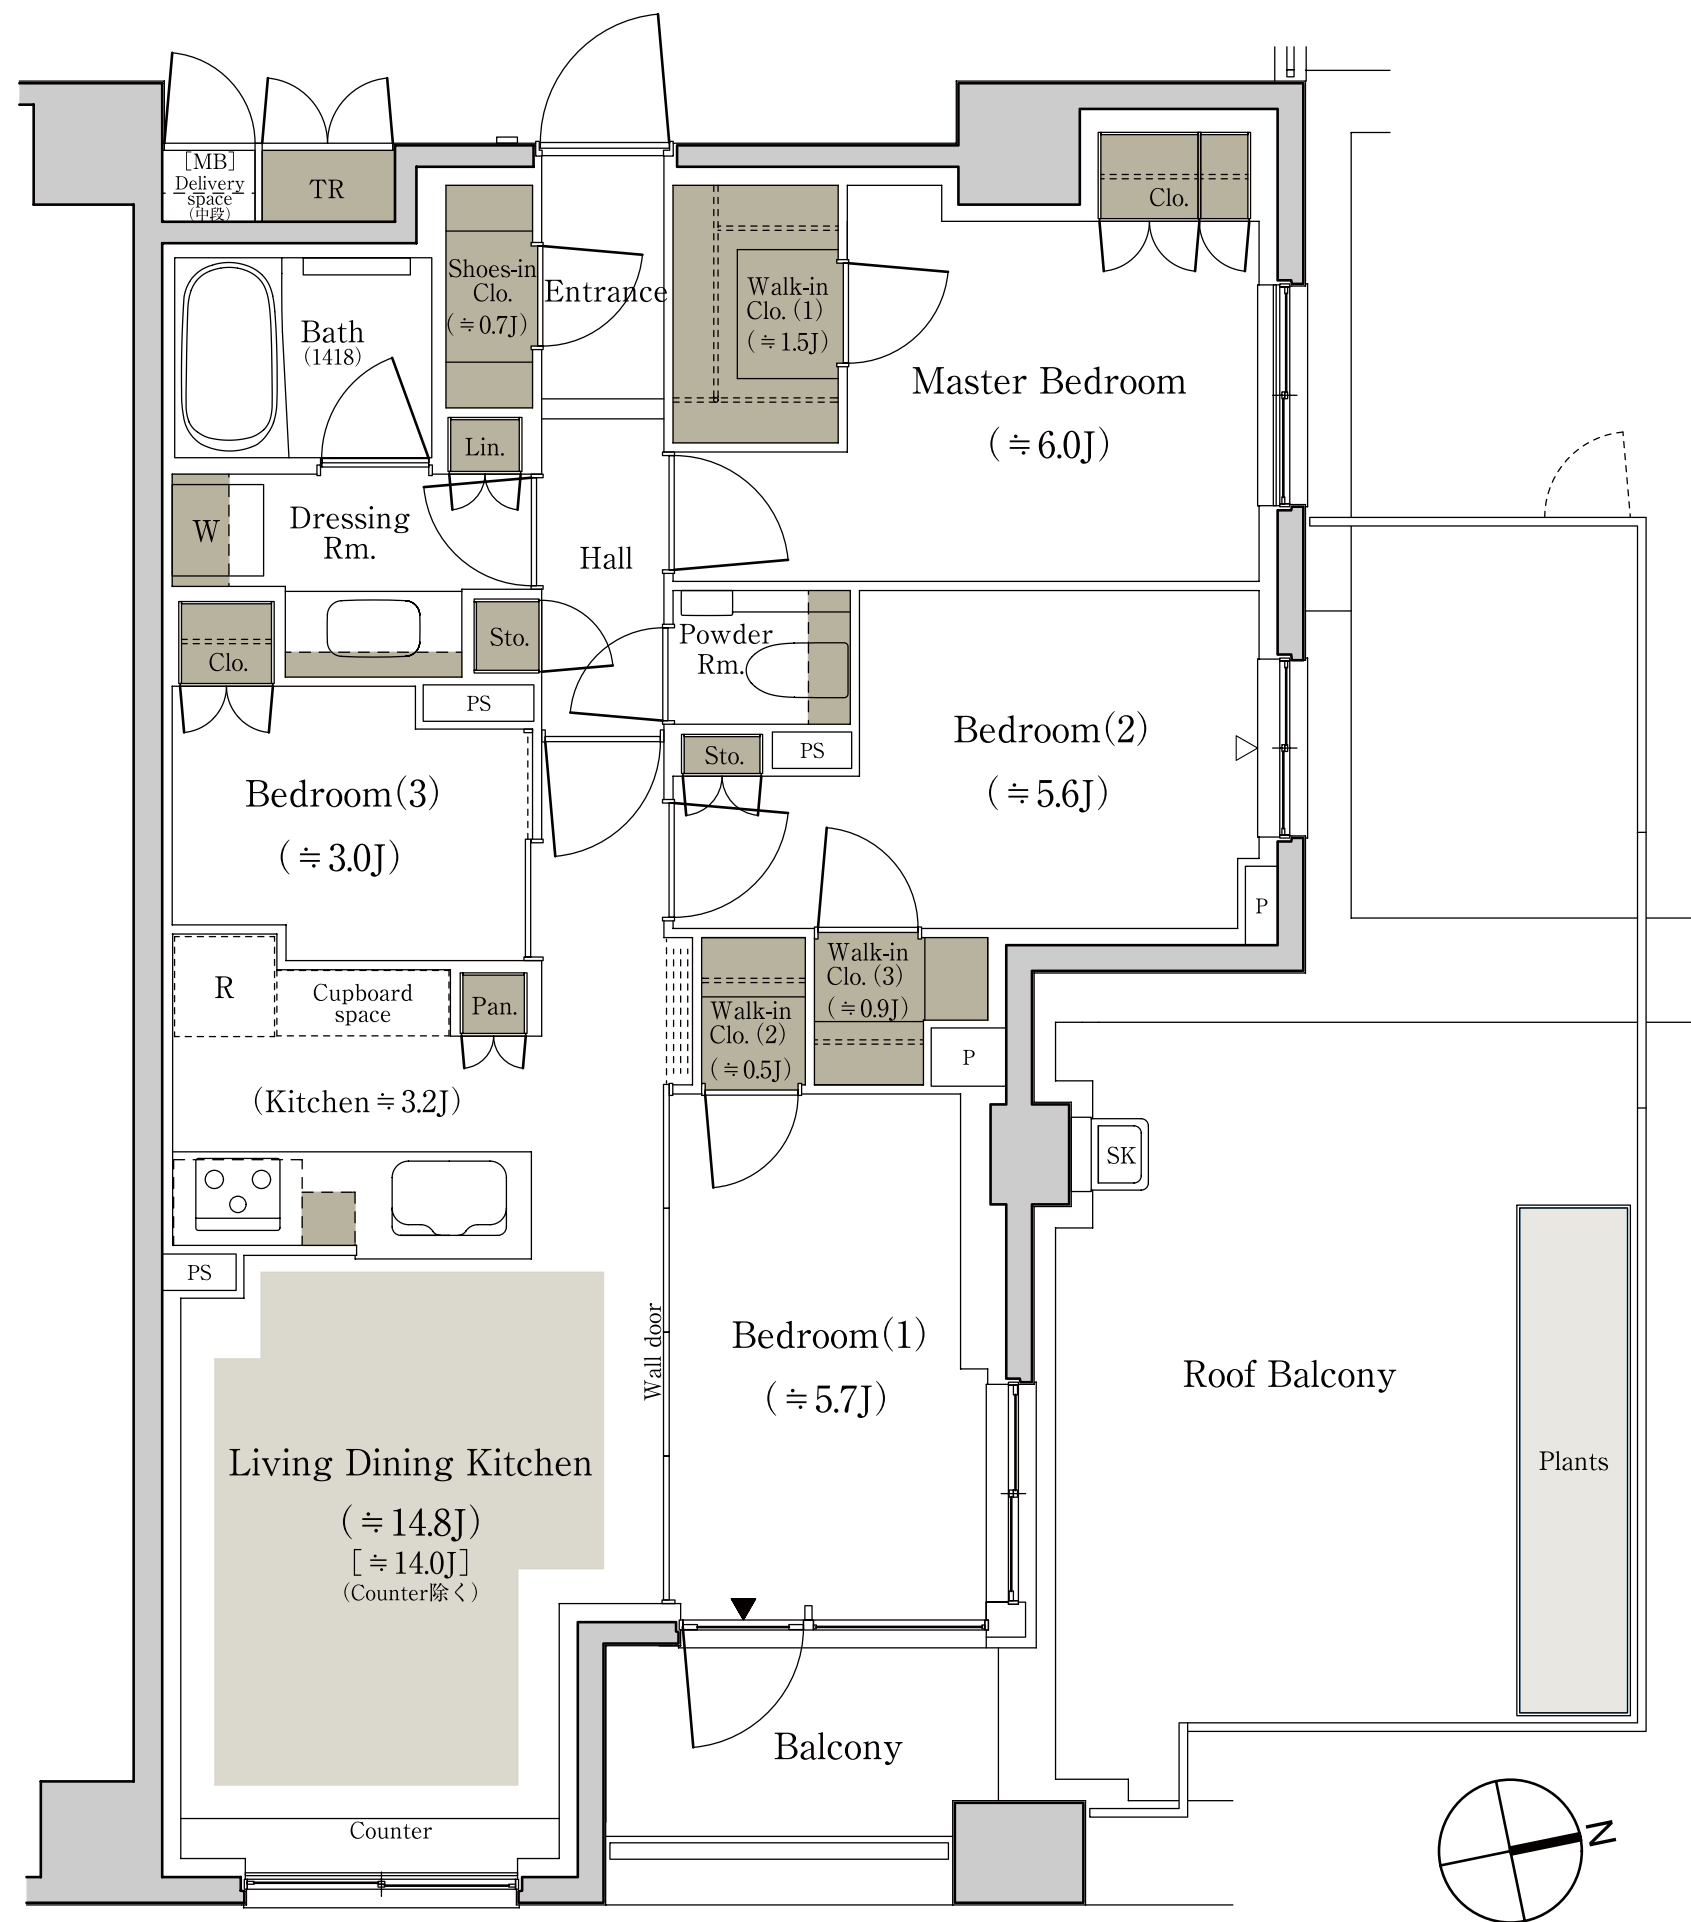 [MB]
Delivery
space
(中段)
TR
Clo.
Shoes-in
Clo.
(≒0.7J)
Entrance
Walk-in
Clo. (1)
(≒1.5J)
Bath
(1418)
Master Bedroom
(≒6.0J)
Lin.
W
Dressing
Rm.
Hall
Clo.
Sto.
Powder
Rm.
PS
Sto.
PS
Bedroom(2)
(≒5.6J)
Bedroom(3)
(≒3.0J)
P
R
Cupboard
space
Pan.
Walk-in
Clo. (2)
(≒0.5J)
Walk-in
Clo. (3)
(≒0.9J)
P
(Kitchen≒3.2J)
SK
PS
Wall door
Bedroom(1)
(≒5.7J)
Roof Balcony
Plants
Living Dining Kitchen
(≒14.8J)
[≒14.0J]
(Counter除く)
Balcony
Counter
N